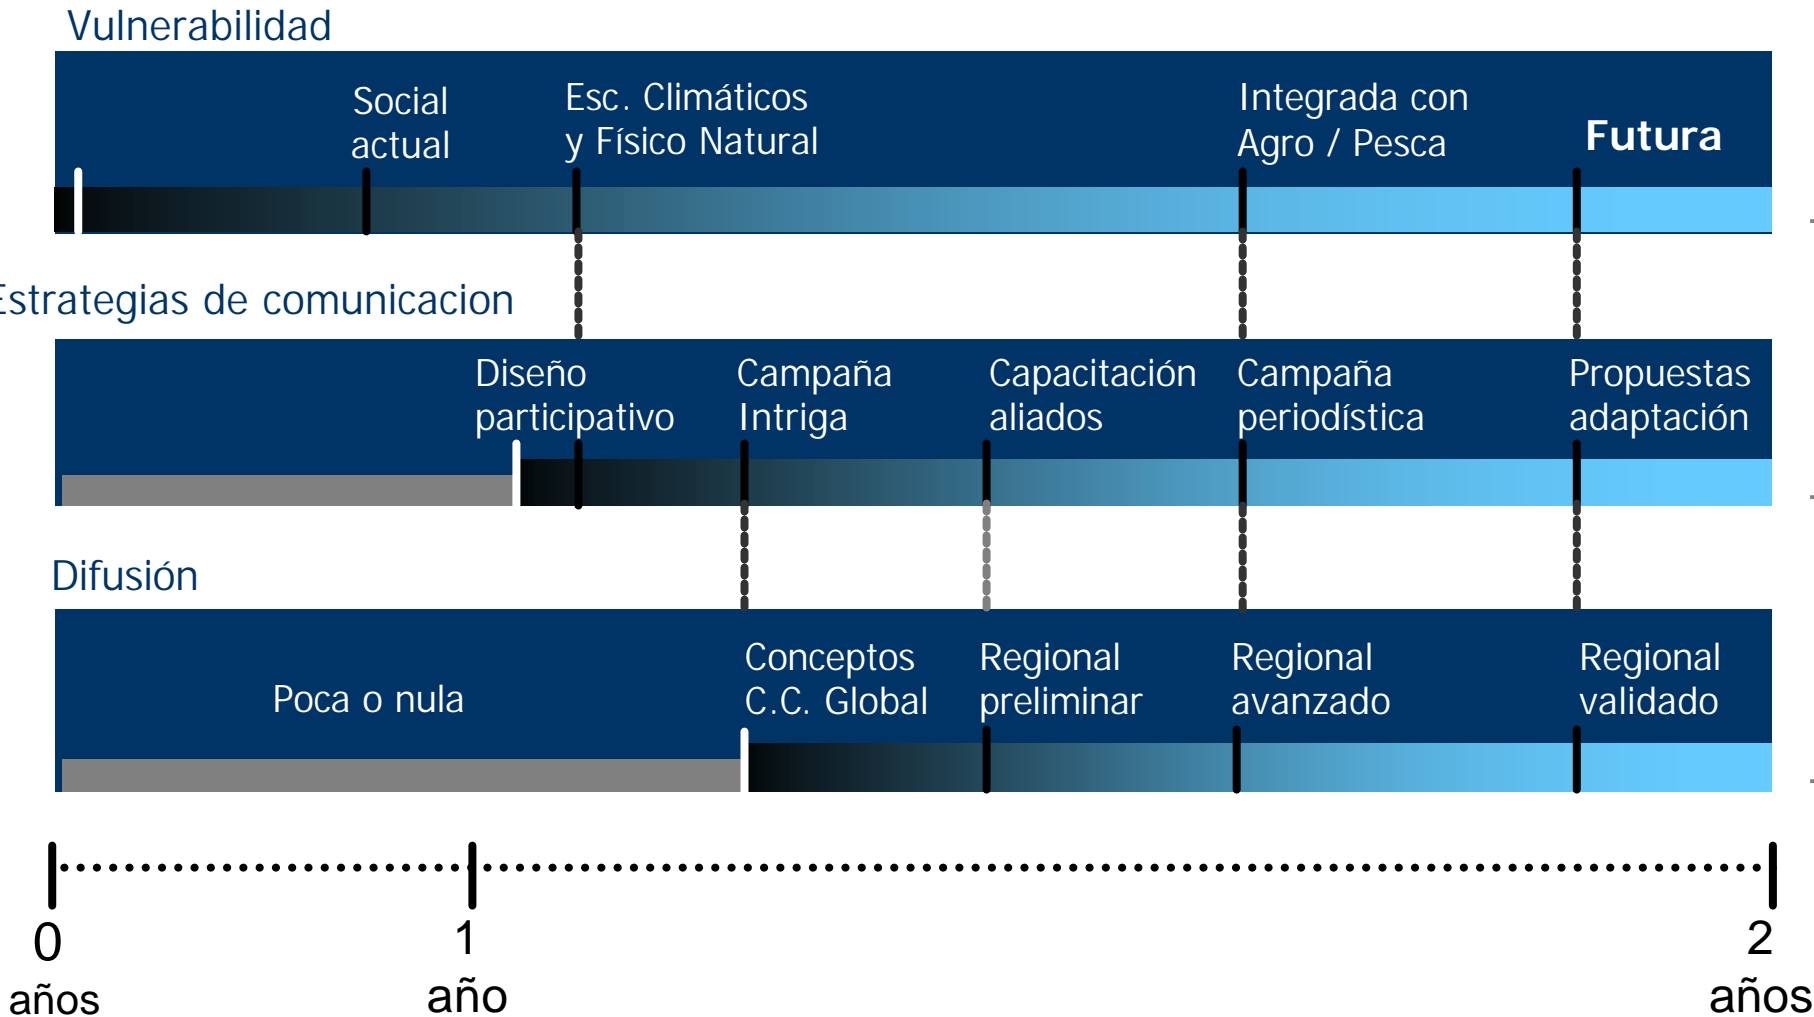 Vulnerabilidad
Social
actual
Esc. Climáticos
y Físico Natural
Integrada con
Agro / Pesca
Futura
Estrategias de comunicacion
Diseño
participativo
Campaña
Intriga
Capacitación
aliados
Campaña
periodística
Propuestas
adaptación
Difusión
Poca o nula
Conceptos
C.C. Global
Regional
preliminar
Regional
avanzado
Regional
validado
0
años
1
año
2
años